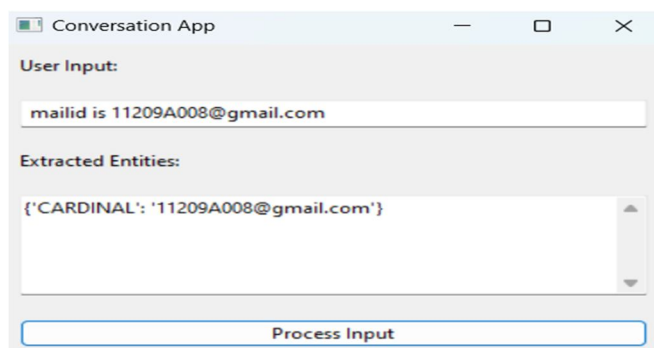 Conversation App
User Input:
mailid is 11209A008@gmail.com
Extracted Entities:
{'CARDINAL': '11209A008@gmail.com'}
Process Input